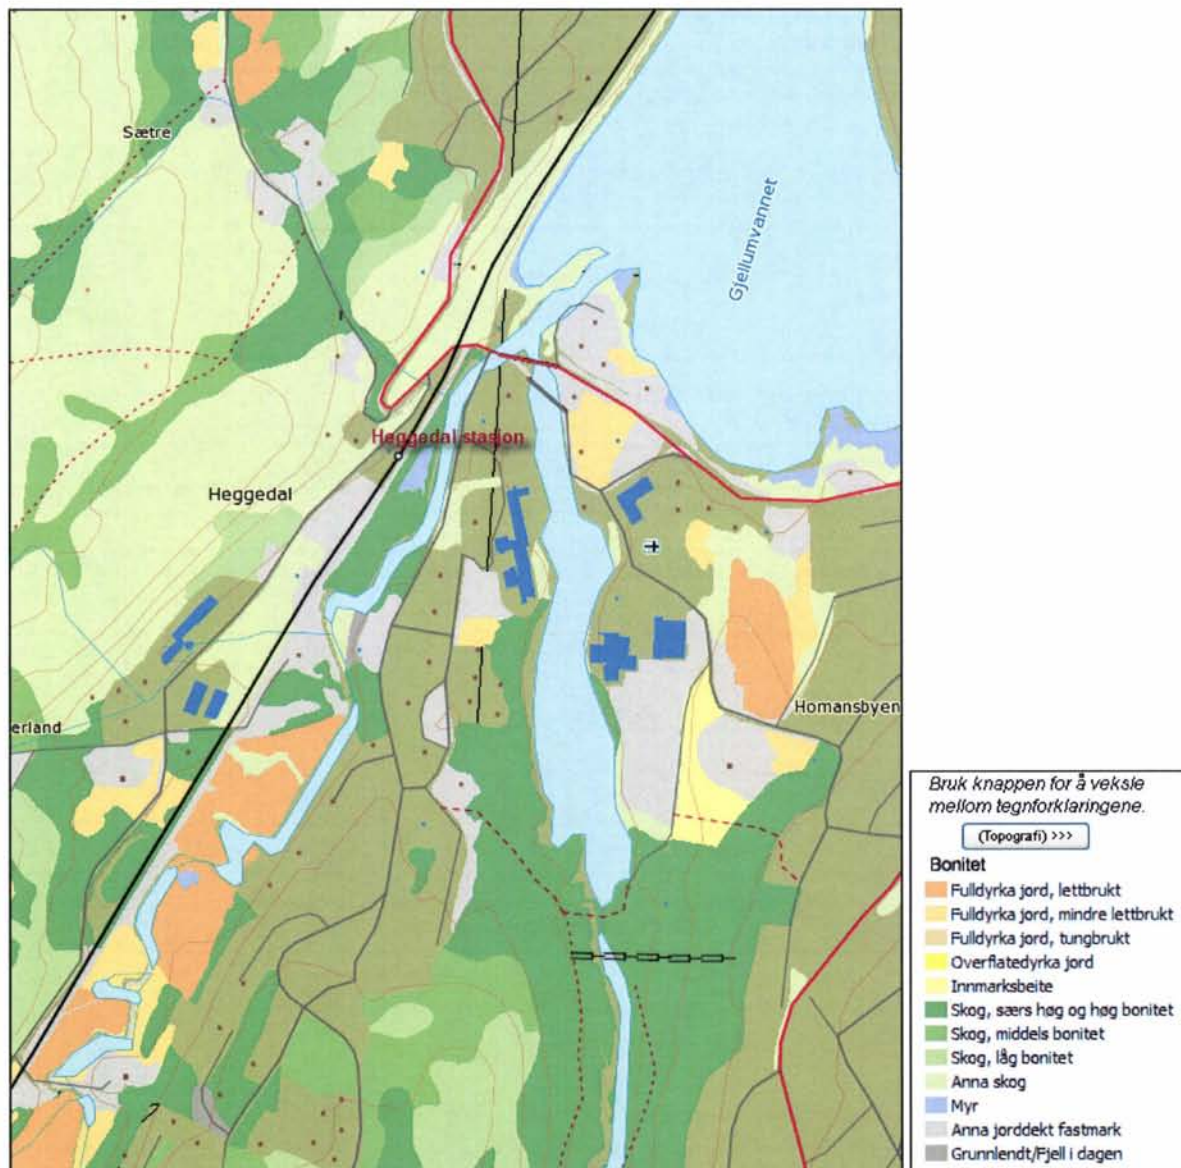 Sætre
Gjellumvannet
Heggedal stasjon
Heggedal
Homansbyen
erland
Bruk knappen for å veksle
mellom tegnforklaringene.
(Topografi) >>>
Bonitet
Fulldyrka jord, lettbrukt
Fulldyrka jord, mindre lettbrukt
Fulldyrka jord, tungbrukt
Overflatedyrka jord
Innmarksbeite
Skog, særs høg og høg bonitet
Skog, middels bonitet
Skog, låg bonitet
Anna skog
Myr
Anna jorddekt fastmark
Grunnlendt/Fjell i dagen